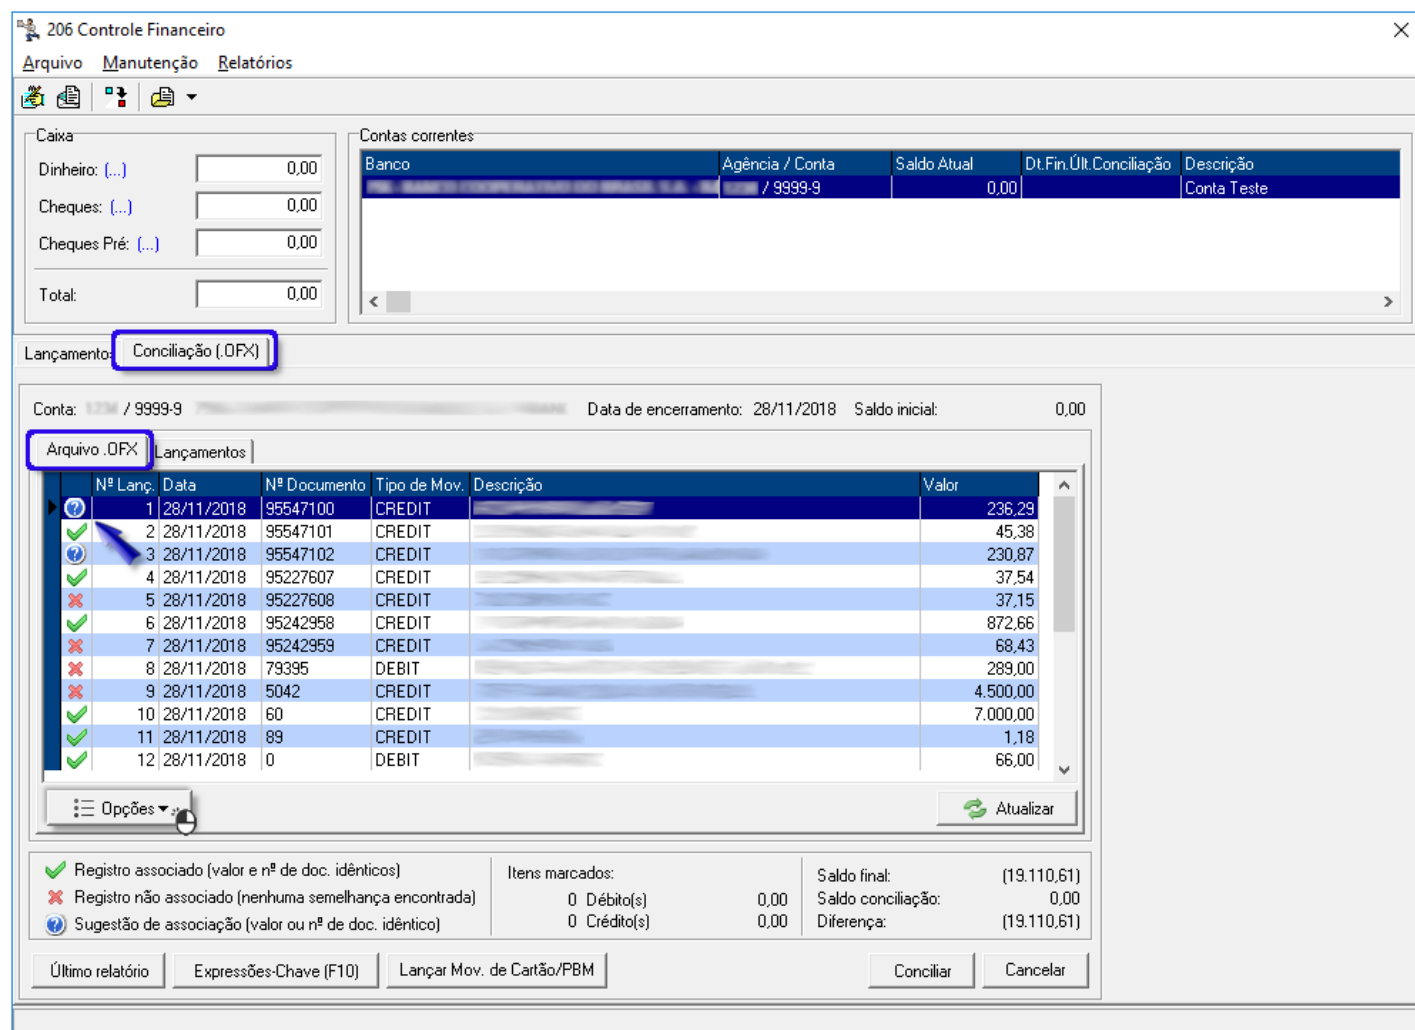 206 Controle Financeiro
Arquivo Manutenção Relatórios
Caixa
Dinheiro: (...) 0,00
Cheques: (...) 0,00
Cheques Pré: (...) 0,00
Total: 0,00
Contas correntes
Banco Agência / Conta Saldo Atual Dt.Fin.Últ.Conciliação Descrição
/ 9999-9 0,00 Conta Teste
Conciliação (.OFX)
Conta: / 9999-9 Data de encerramento: 28/11/2018 Saldo inicial: 0,00
Arquivo .OFX Lançamentos
Nº Lanç. Data Nº Documento Tipo de Mov. Descrição Valor
1 28/11/2018 95547100 CREDIT 236,29
2 28/11/2018 95547101 CREDIT 45,38
3 28/11/2018 95547102 CREDIT 230,87
4 28/11/2018 95227607 CREDIT 37,54
5 28/11/2018 95227608 CREDIT 37,15
6 28/11/2018 95242958 CREDIT 872,66
7 28/11/2018 95242959 CREDIT 68,43
8 28/11/2018 79395 DEBIT 289,00
9 28/11/2018 5042 CREDIT 4.500,00
10 28/11/2018 60 CREDIT 7.000,00
11 28/11/2018 89 CREDIT 1,18
12 28/11/2018 0 DEBIT 66,00
Opções Atualizar
Registro associado (valor e nº de doc. idênticos)
Registro não associado (nenhuma semelhança encontrada)
Sugestão de associação (valor ou nº de doc. idêntico)
Itens marcados:
0 Débito(s) 0,00
0 Crédito(s) 0,00
Saldo final: (19.110,61)
Saldo conciliação: 0,00
Diferença: (19.110,61)
Último relatório Expressões-Chave (F10) Lançar Mov. de Cartão/PBM Conciliar Cancelar